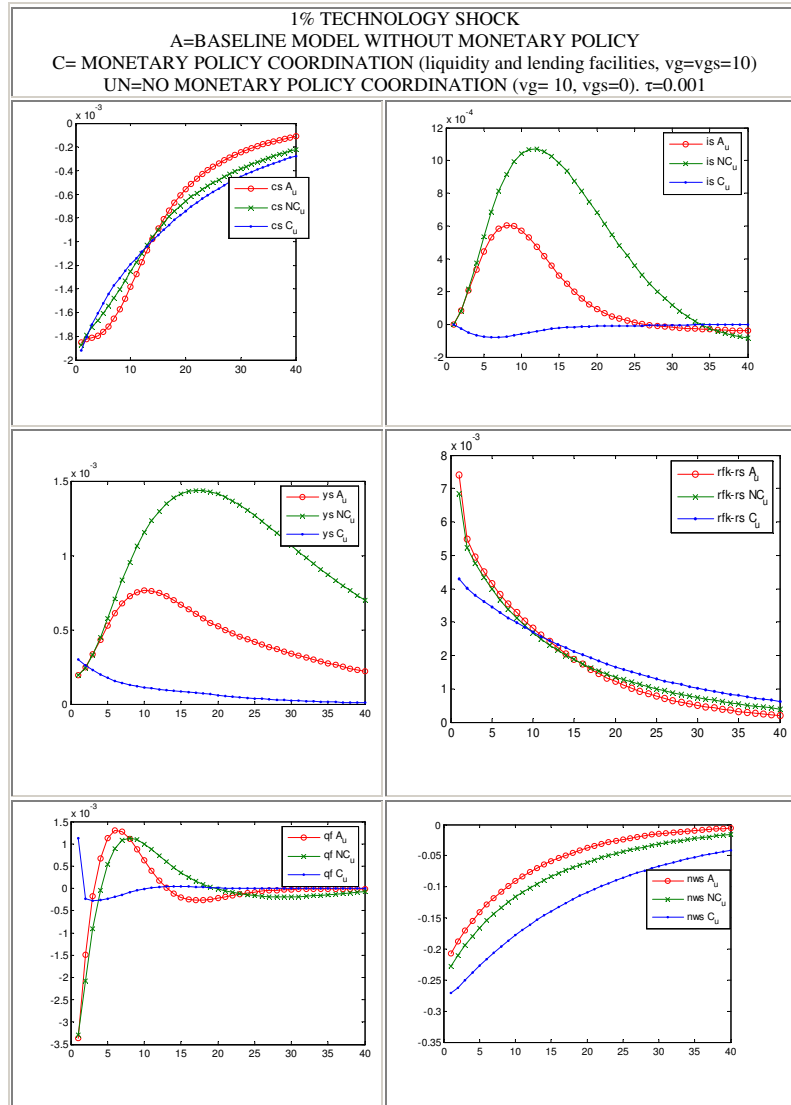 1% TECHNOLOGY SHOCK
A=BASELINE MODEL WITHOUT MONETARY POLICY
C= MONETARY POLICY COORDINATION (liquidity and lending facilities, vg=vgs=10)
UN=NO MONETARY POLICY COORDINATION (vg= 10, vgs=0). τ=0.001
x 10⁻³
0
-0.2
-0.4
-0.6
-0.8
-1
-1.2
-1.4
-1.6
-1.8
-2
0 5 10 15 20 25 30 35 40
cs A_u
cs NC_u
cs C_u
x 10⁻⁴
12
10
8
6
4
2
0
-2
0 5 10 15 20 25 30 35 40
is A_u
is NC_u
is C_u
x 10⁻³
1.5
1
0.5
0
0 5 10 15 20 25 30 35 40
ys A_u
ys NC_u
ys C_u
x 10⁻³
8
7
6
5
4
3
2
1
0
0 5 10 15 20 25 30 35 40
rfk-rs A_u
rfk-rs NC_u
rfk-rs C_u
x 10⁻³
1.5
1
0.5
0
-0.5
-1
-1.5
-2
-2.5
-3
-3.5
0 5 10 15 20 25 30 35 40
qf A_u
qf NC_u
qf C_u
0
-0.05
-0.1
-0.15
-0.2
-0.25
-0.3
-0.35
0 5 10 15 20 25 30 35 40
nws A_u
nws NC_u
nws C_u